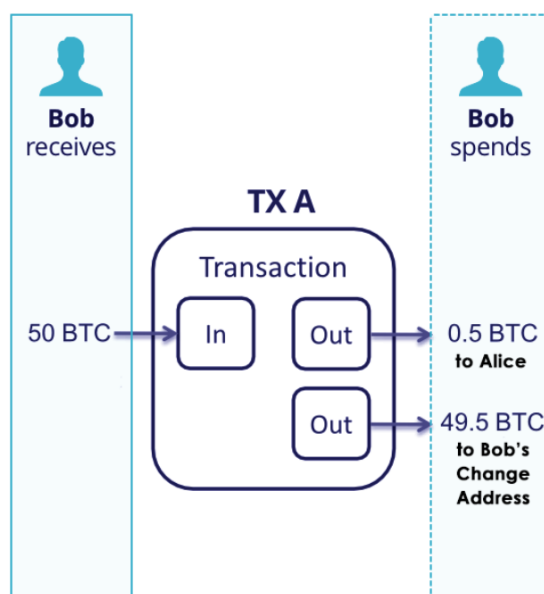 Bob
receives
Bob
spends
TX A
Transaction
50 BTC
In
Out
0.5 BTC
to Alice
Out
49.5 BTC
to Bob's
Change
Address